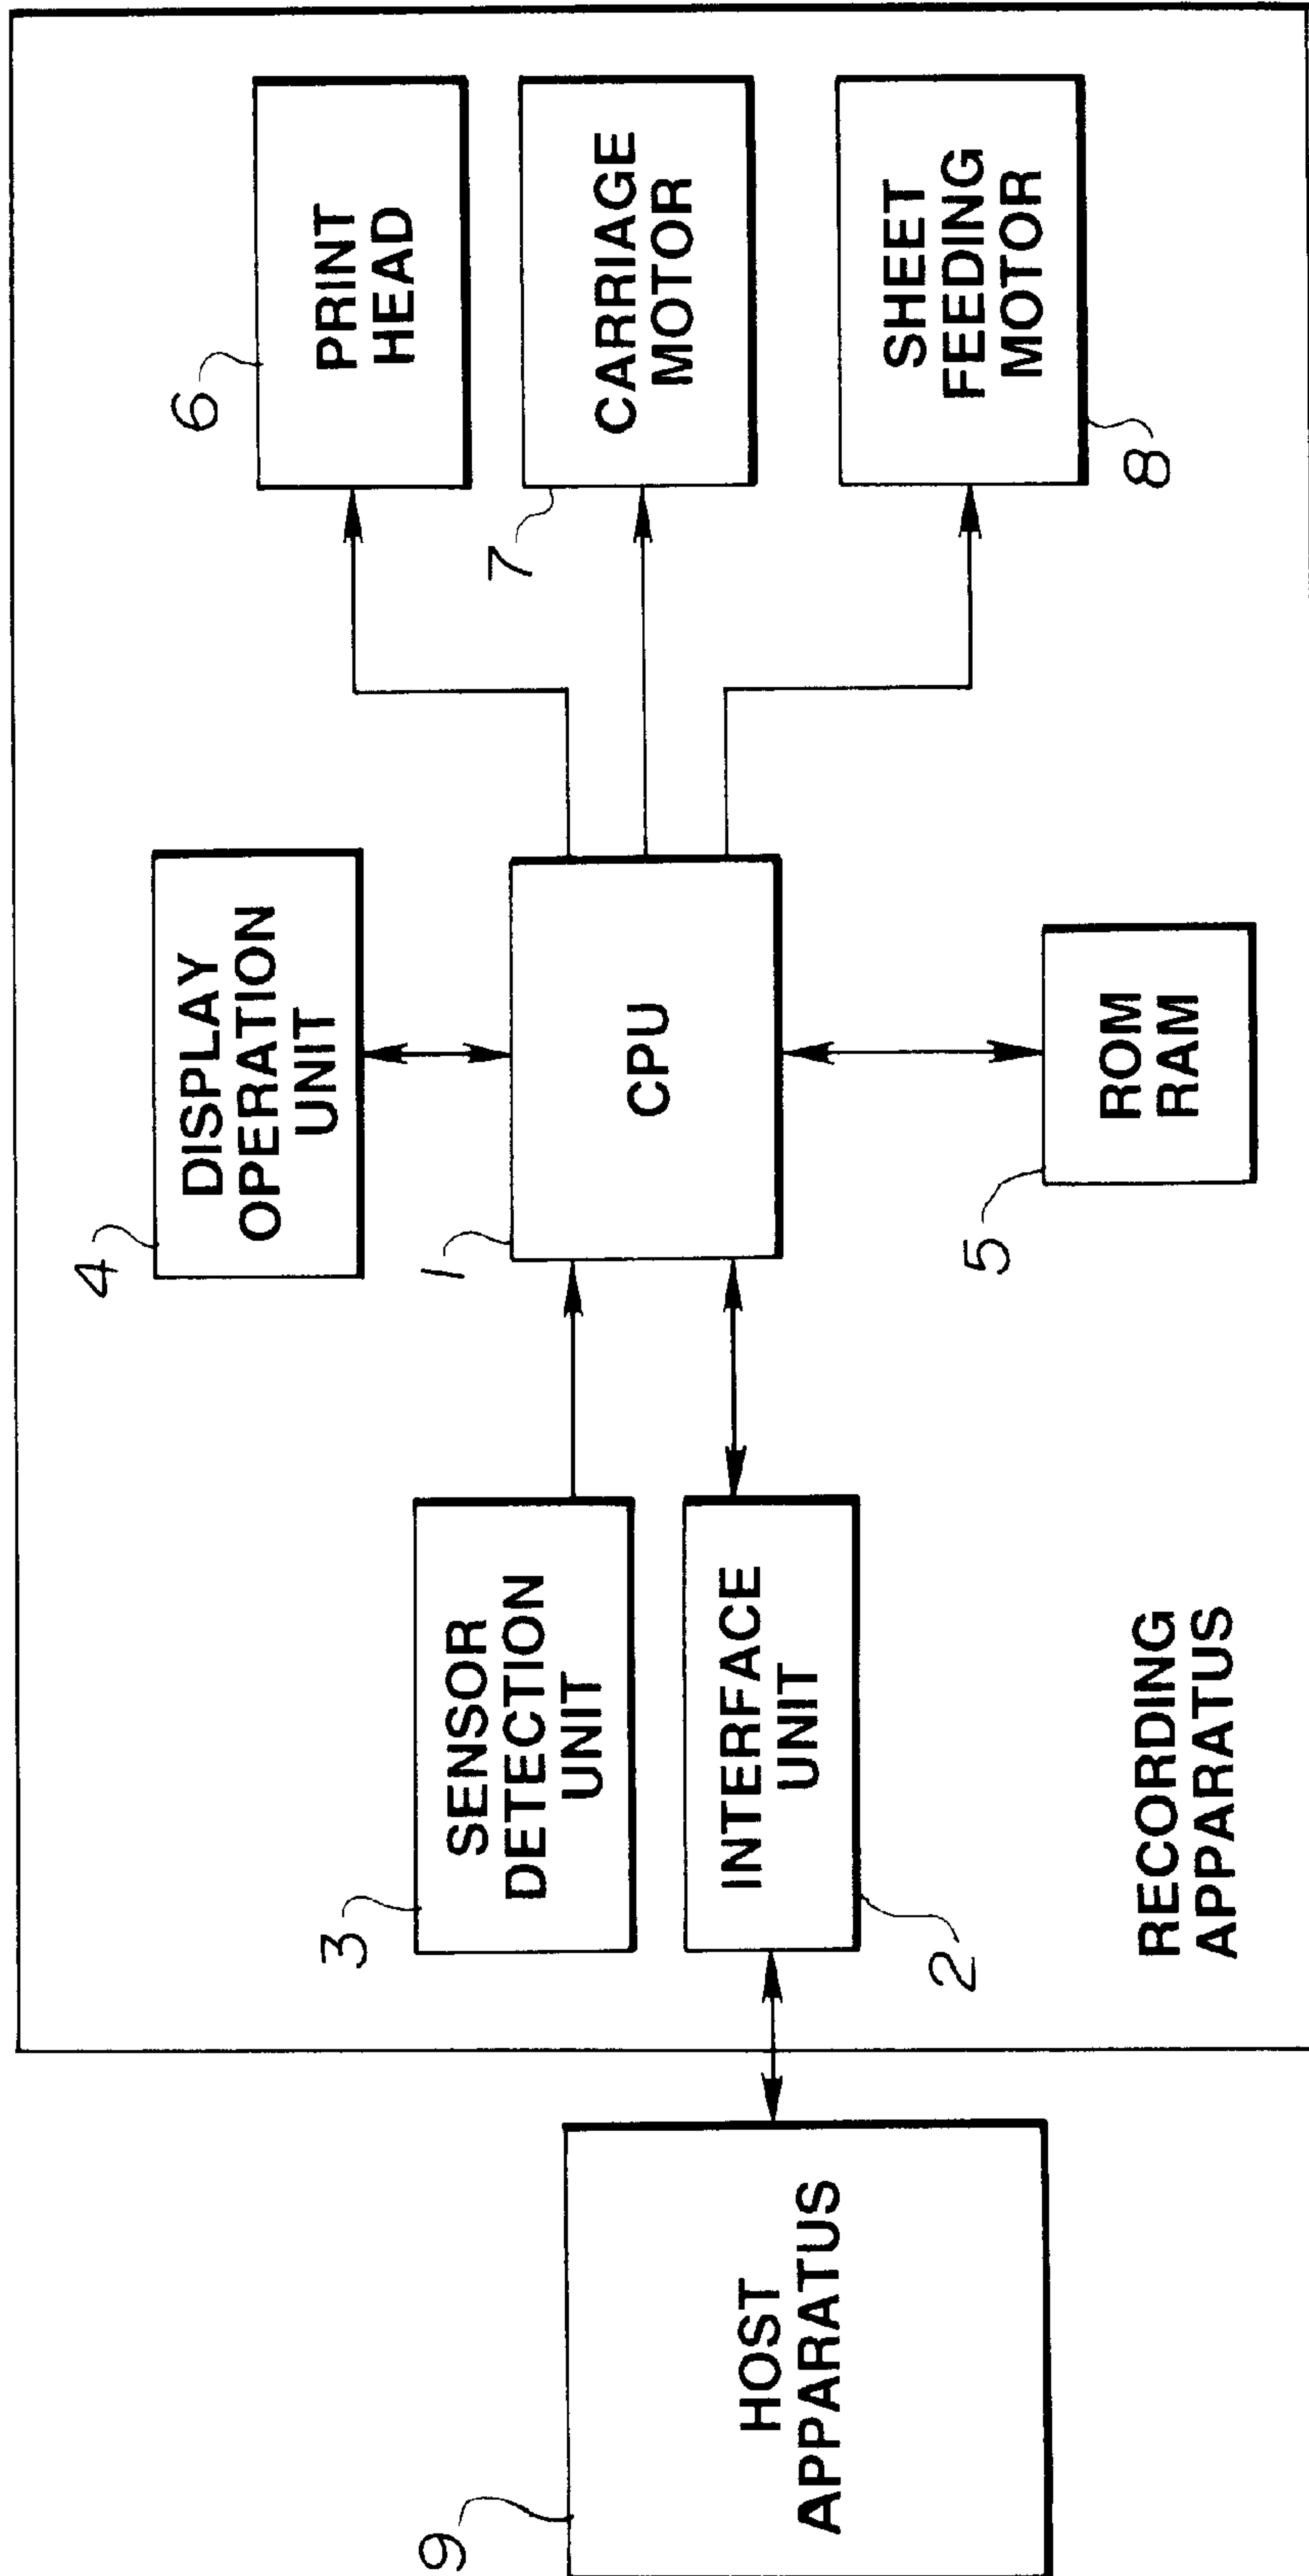 4
DISPLAY
OPERATION
UNIT
6
PRINT
HEAD
3
SENSOR
DETECTION
UNIT
1
CPU
7
CARRIAGE
MOTOR
9
HOST
APPARATUS
INTERFACE
UNIT
2
SHEET
FEEDING
MOTOR
8
5
ROM
RAM
RECORDING
APPARATUS